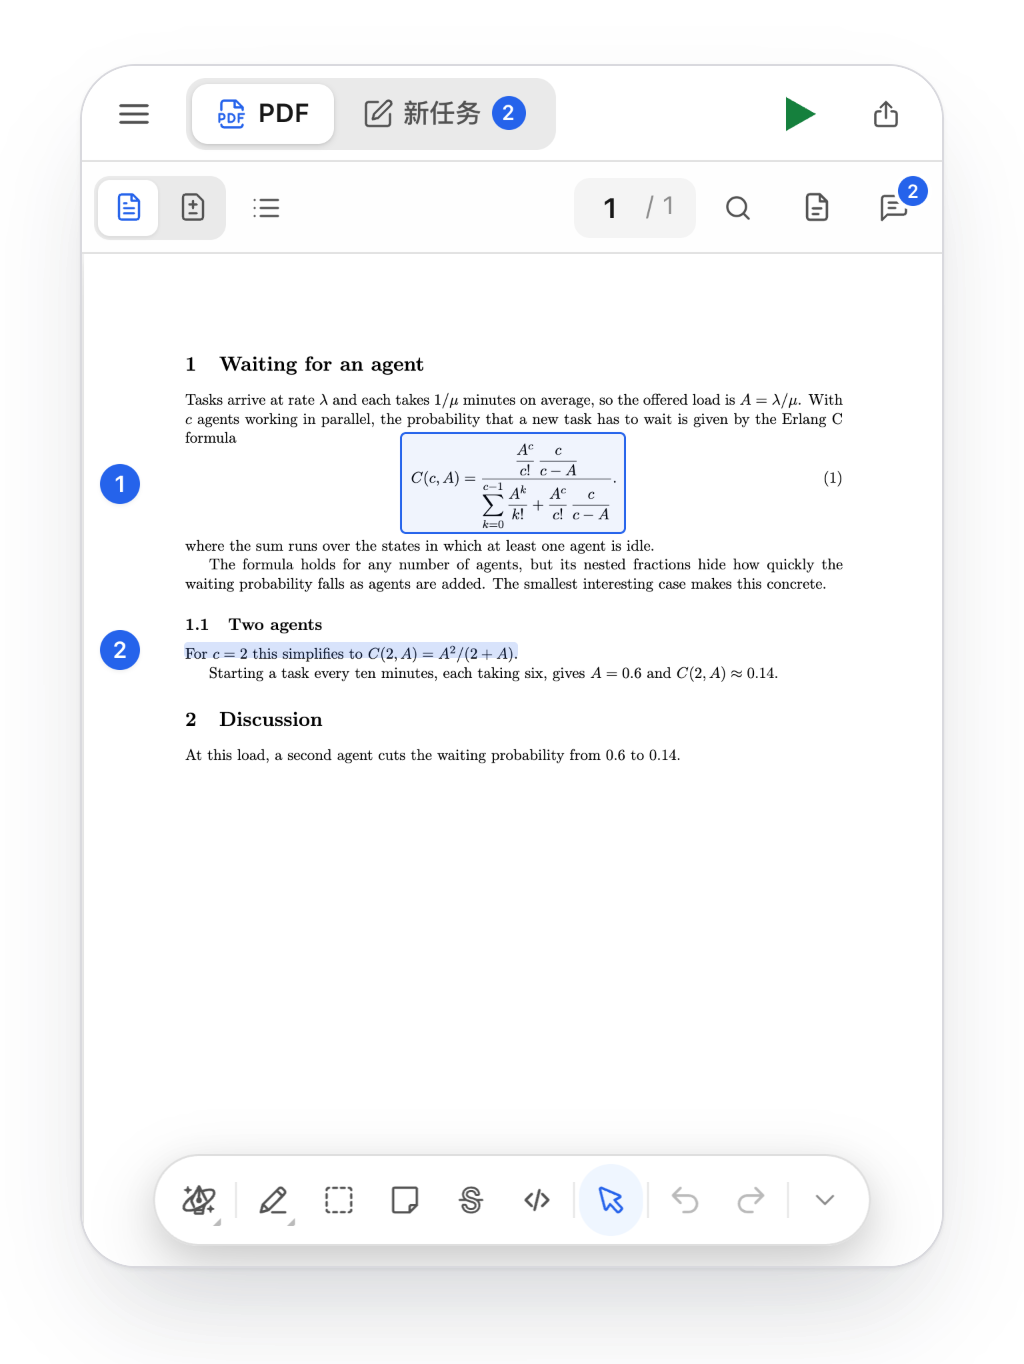 PDF 新任务 2
1 / 1 2
1 Waiting for an agent
Tasks arrive at rate λ and each takes 1/μ minutes on average, so the offered load is A = λ/μ. With
c agents working in parallel, the probability that a new task has to wait is given by the Erlang C
formula
1
C(c, A) = \frac{\frac{A^c}{c!} \frac{c}{c − A}}{\sum_{k=0}^{c−1} \frac{A^k}{k!} + \frac{A^c}{c!} \frac{c}{c − A}}. (1)
where the sum runs over the states in which at least one agent is idle.
The formula holds for any number of agents, but its nested fractions hide how quickly the
waiting probability falls as agents are added. The smallest interesting case makes this concrete.
1.1 Two agents
2
For c = 2 this simplifies to C(2, A) = A²/(2 + A).
Starting a task every ten minutes, each taking six, gives A = 0.6 and C(2, A) ≈ 0.14.
2 Discussion
At this load, a second agent cuts the waiting probability from 0.6 to 0.14.